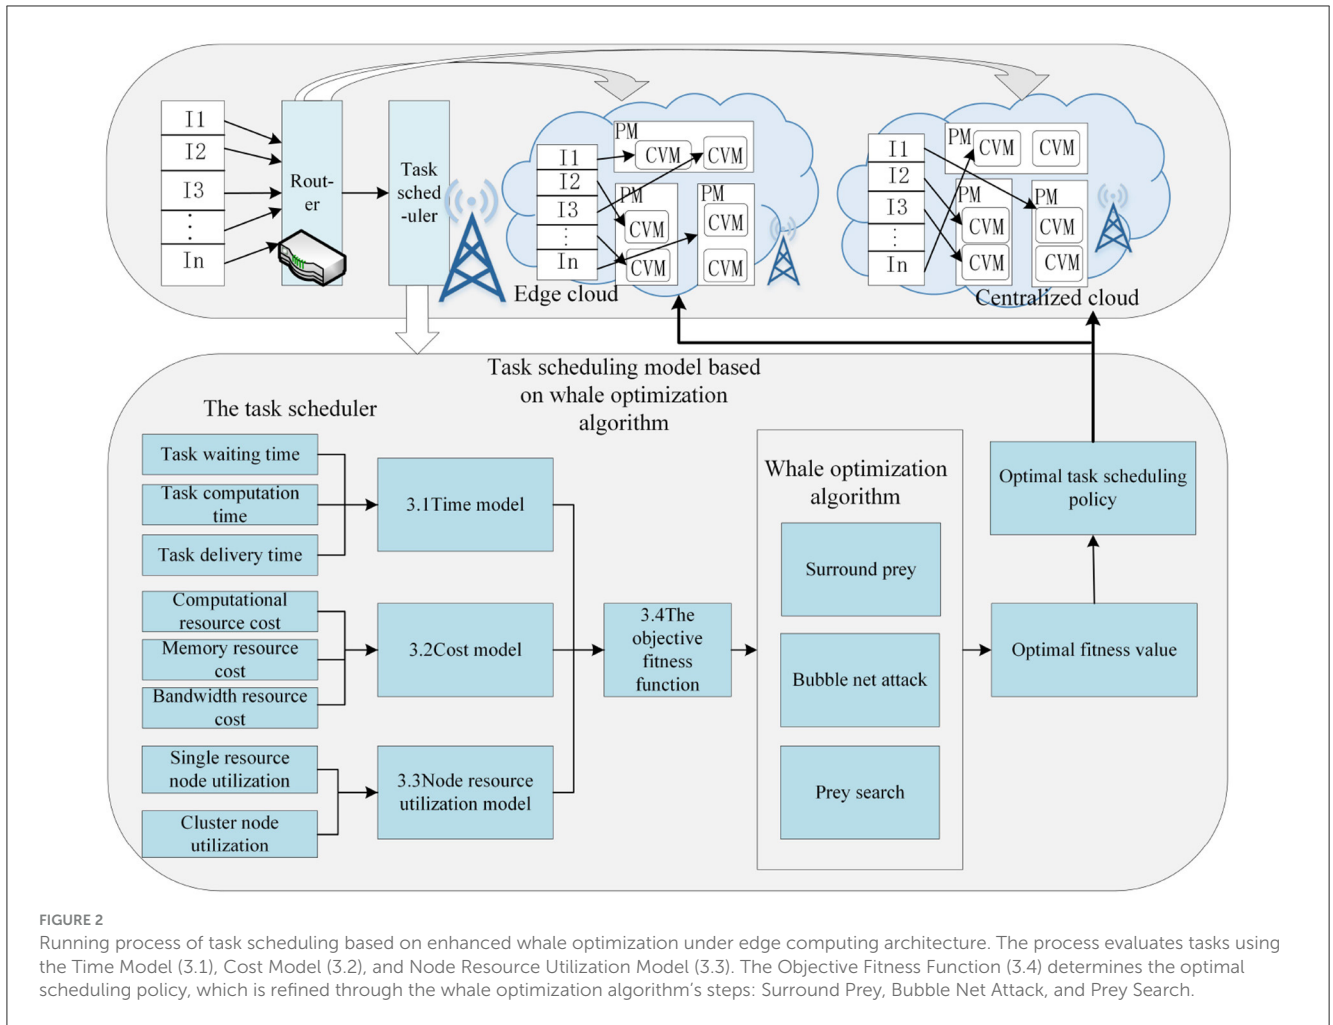 I1
I2
I3
⋮
In
Rout-
er
Task
sched
-uler
I1
I2
I3
⋮
In
PM
CVM
CVM
PM
CVM
CVM
PM
CVM
CVM
Edge cloud
I1
I2
I3
⋮
In
PM
CVM
CVM
PM
CVM
CVM
PM
CVM
CVM
Centralized cloud
Task scheduling model based
on whale optimization
algorithm
The task scheduler
Task waiting time
Task computation
time
Task delivery time
Computational
resource cost
Memory resource
cost
Bandwidth resource
cost
Single resource
node utilization
Cluster node
utilization
3.1Time model
3.2Cost model
3.3Node resource
utilization model
3.4The
objective
fitness
function
Whale optimization
algorithm
Surround prey
Bubble net attack
Prey search
Optimal task scheduling
policy
Optimal fitness value
FIGURE 2
Running process of task scheduling based on enhanced whale optimization under edge computing architecture. The process evaluates tasks using
the Time Model (3.1), Cost Model (3.2), and Node Resource Utilization Model (3.3). The Objective Fitness Function (3.4) determines the optimal
scheduling policy, which is refined through the whale optimization algorithm's steps: Surround Prey, Bubble Net Attack, and Prey Search.